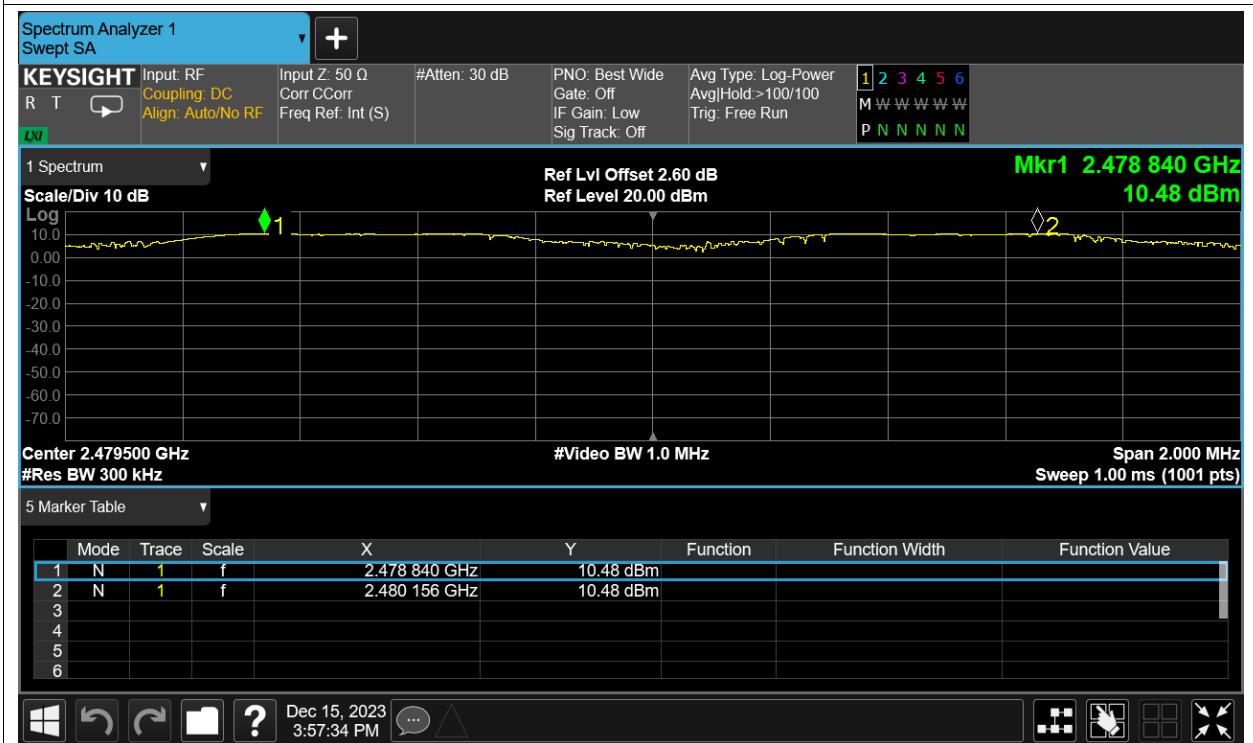 Spectrum Analyzer 1
Swept SA
+
KEYSIGHT
R T
LXI
Input: RF
Coupling: DC
Align: Auto/No RF
Input Z: 50 Ω
Corr CCorr
Freq Ref: Int (S)
#Atten: 30 dB
PNO: Best Wide
Gate: Off
IF Gain: Low
Sig Track: Off
Avg Type: Log-Power
Avg|Hold:>100/100
Trig: Free Run
1 2 3 4 5 6
M W W W W W
P N N N N N
1 Spectrum
Scale/Div 10 dB
Ref Lvl Offset 2.60 dB
Ref Level 20.00 dBm
Mkr1 2.478 840 GHz
10.48 dBm
Log
1
2
10.0
0.00
-10.0
-20.0
-30.0
-40.0
-50.0
-60.0
-70.0
Center 2.479500 GHz
#Video BW 1.0 MHz
Span 2.000 MHz
#Res BW 300 kHz
Sweep 1.00 ms (1001 pts)
5 Marker Table
Mode Trace Scale X Y Function Function Width Function Value
1 N 1 f 2.478 840 GHz 10.48 dBm
2 N 1 f 2.480 156 GHz 10.48 dBm
3
4
5
6
?
Dec 15, 2023
3:57:34 PM